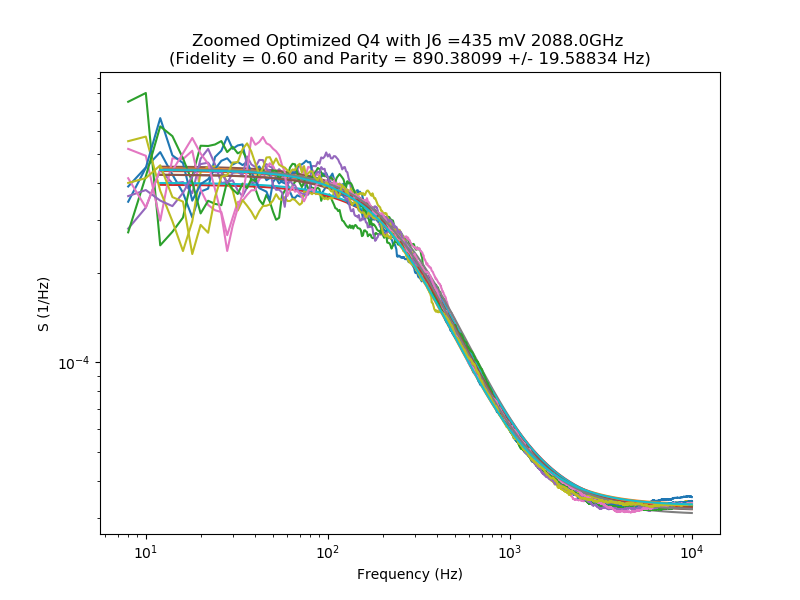 Zoomed Optimized Q4 with J6 =435 mV 2088.0GHz
(Fidelity = 0.60 and Parity = 890.38099 +/- 19.58834 Hz)
S (1/Hz)
10⁻⁴
10¹ 10² 10³ 10⁴
Frequency (Hz)